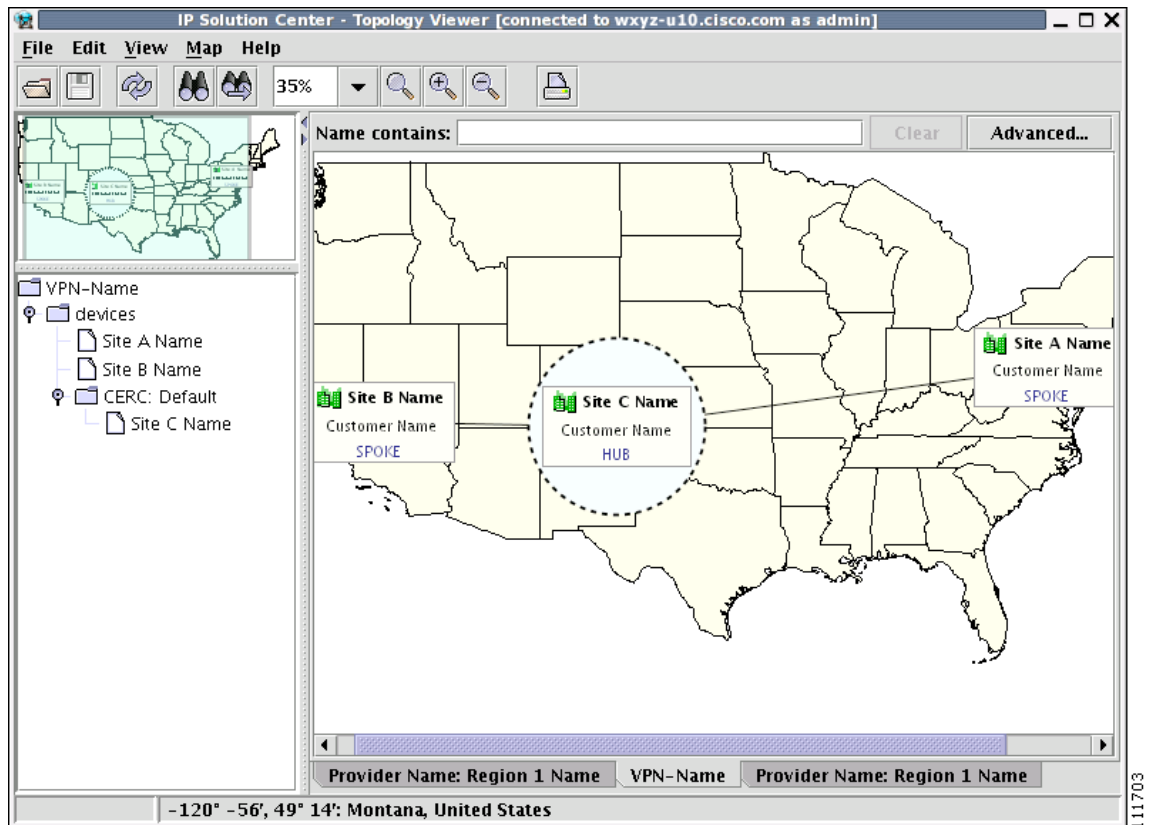 IP Solution Center - Topology Viewer [connected to wxyz-u10.cisco.com as admin]
File Edit View Map Help
35%
Name contains: Clear Advanced...
VPN-Name
devices
Site A Name
Site B Name
CERC: Default
Site C Name
Site A Name
Customer Name
SPOKE
Site B Name
Customer Name
SPOKE
Site C Name
Customer Name
HUB
Provider Name: Region 1 Name VPN-Name Provider Name: Region 1 Name
-120° -56', 49° 14': Montana, United States
111703